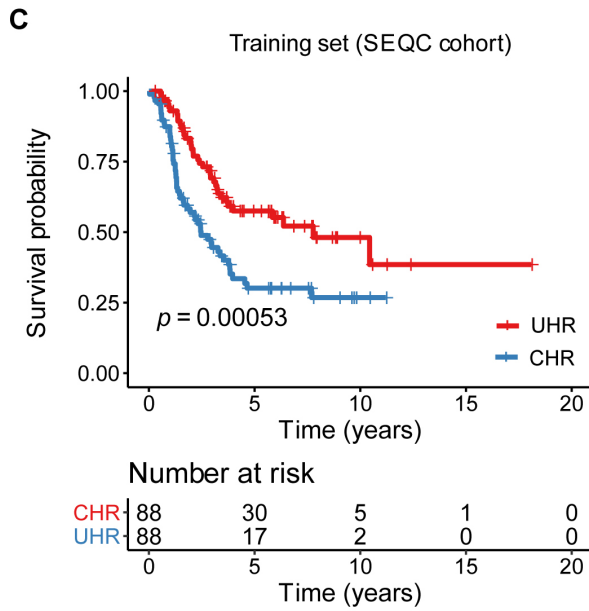 C
Training set (SEQC cohort)
Survival probability
1.00
0.75
0.50
0.25
0.00
p = 0.00053
UHR
CHR
0 5 10 15 20
Time (years)
Number at risk
CHR 88 30 5 1 0
UHR 88 17 2 0 0
0 5 10 15 20
Time (years)